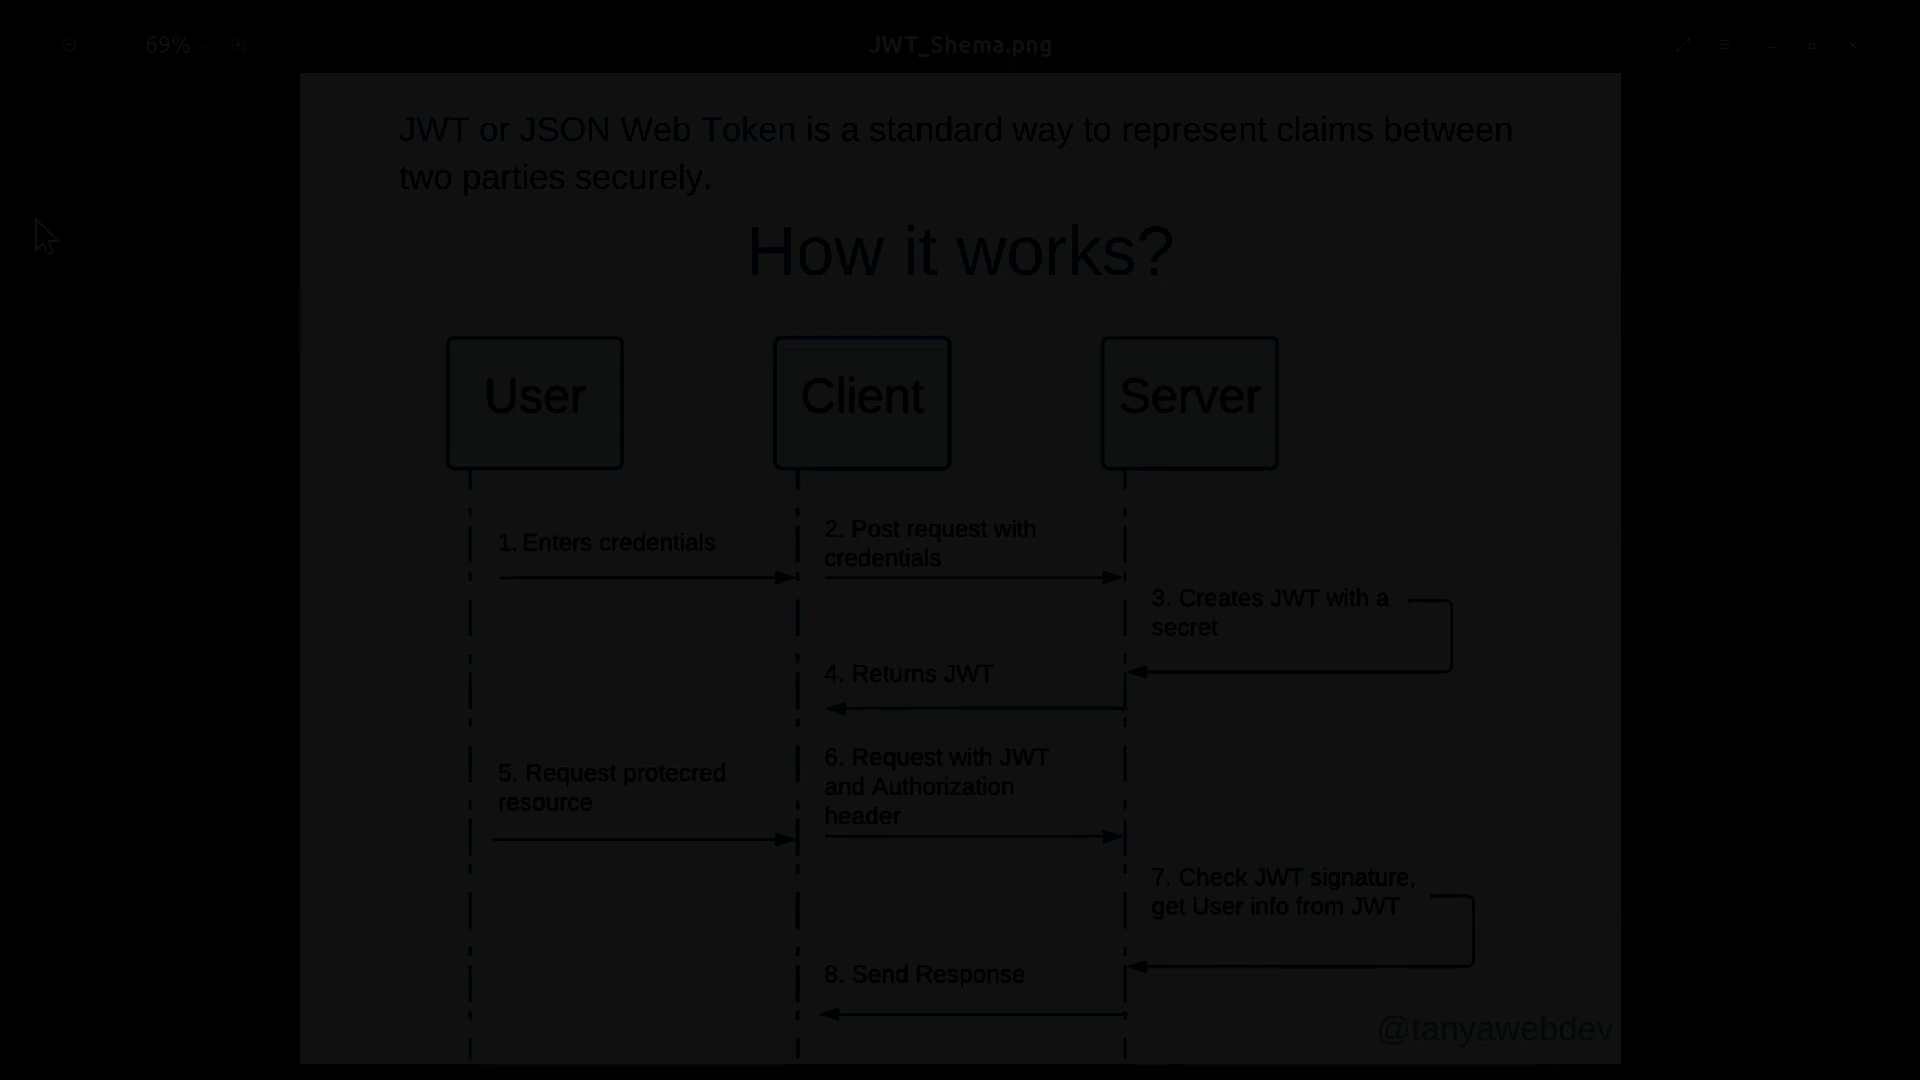 69%
JWT_Shema.png
JWT or JSON Web Token is a standard way to represent claims between
two parties securely.
How it works?
User
Client
Server
1. Enters credentials
2. Post request with
credentials
3. Creates JWT with a
secret
4. Returns JWT
5. Request protecred
resource
6. Request with JWT
and Authorization
header
7. Check JWT signature,
get User info from JWT
8. Send Response
@tanyawebdev